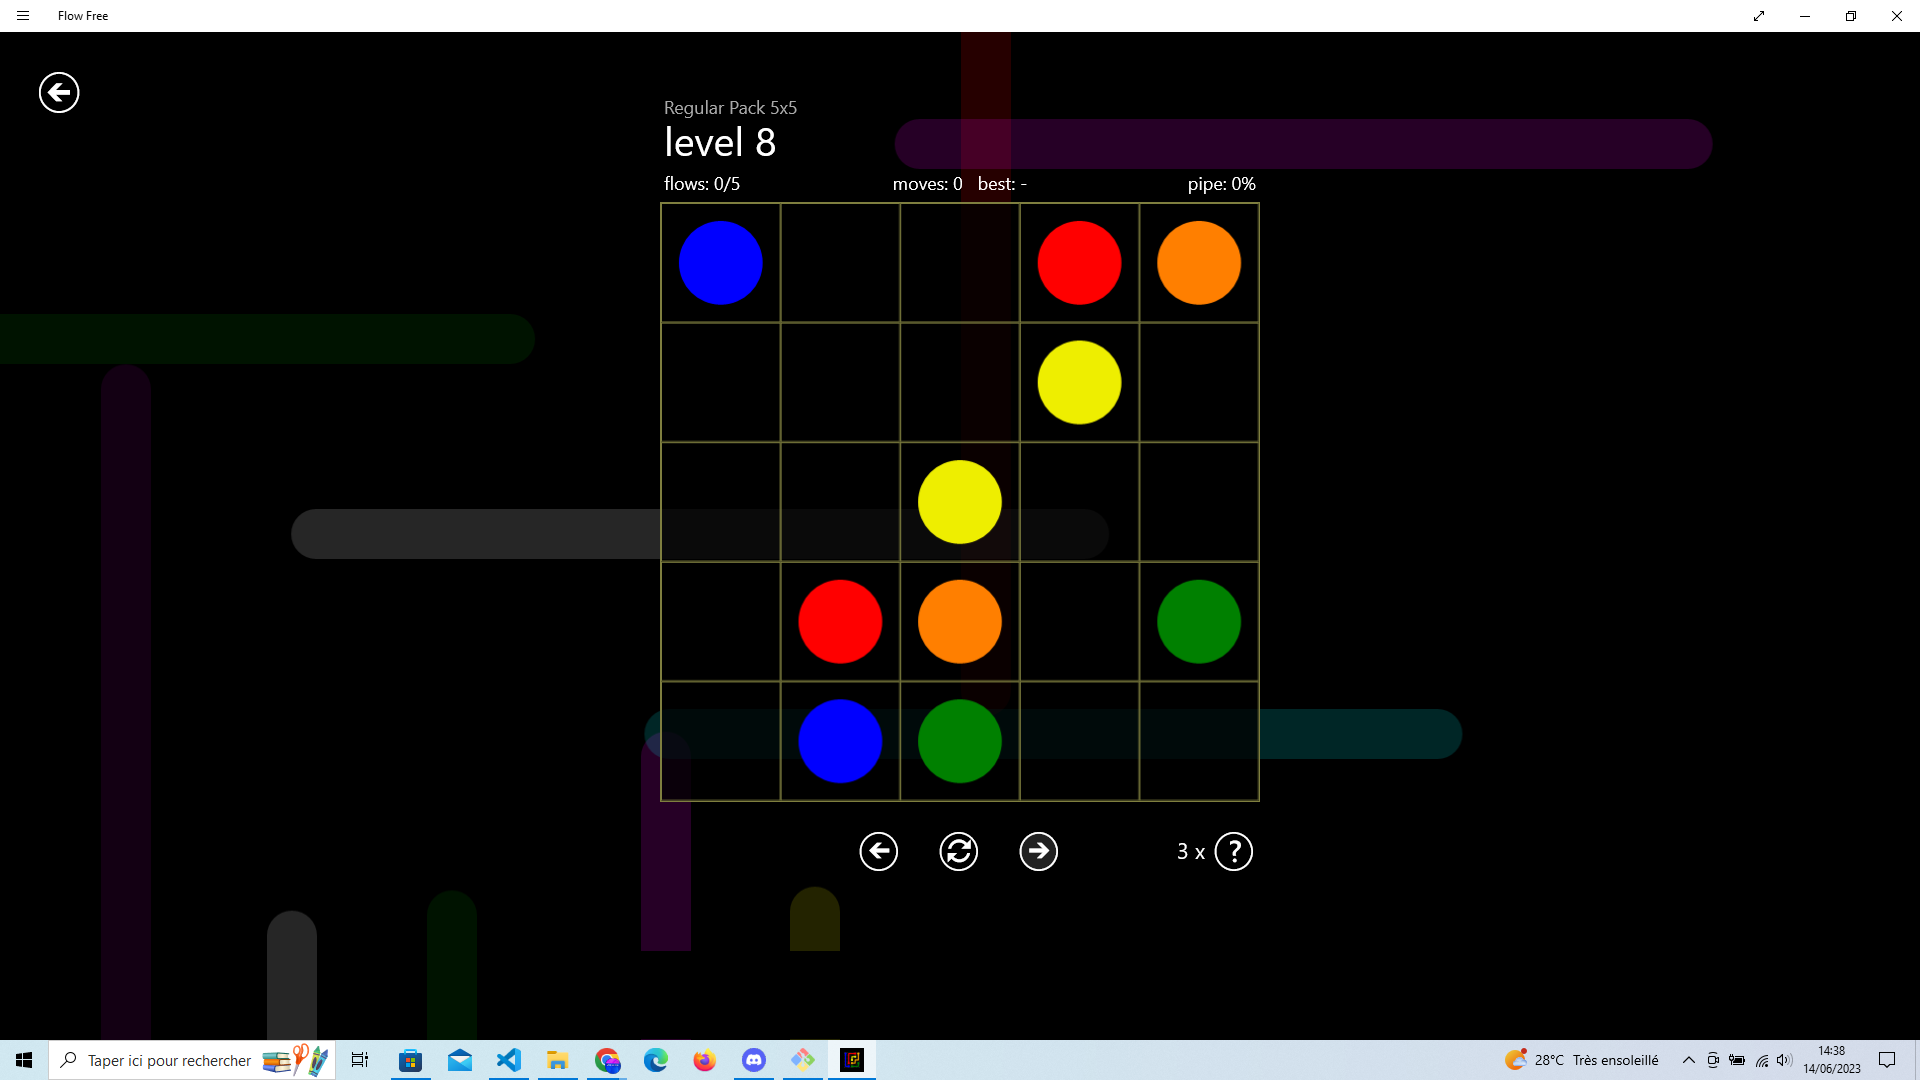 Flow Free
Regular Pack 5x5
level 8
flows: 0/5 moves: 0 best: - pipe: 0%
3 x ?
Taper ici pour rechercher
28°C Très ensoleillé
14:38
14/06/2023